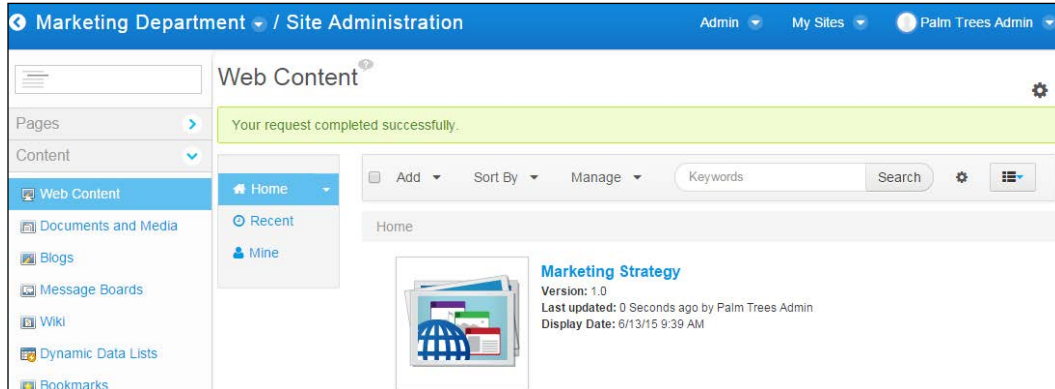 Marketing Department / Site Administration
Admin
My Sites
Palm Trees Admin
Pages
Content
Web Content
Documents and Media
Blogs
Message Boards
Wiki
Dynamic Data Lists
Bookmarks
Web Content
Your request completed successfully.
Home
Recent
Mine
Add
Sort By
Manage
Keywords
Search
Home
Marketing Strategy
Version: 1.0
Last updated: 0 Seconds ago by Palm Trees Admin
Display Date: 6/13/15 9:39 AM